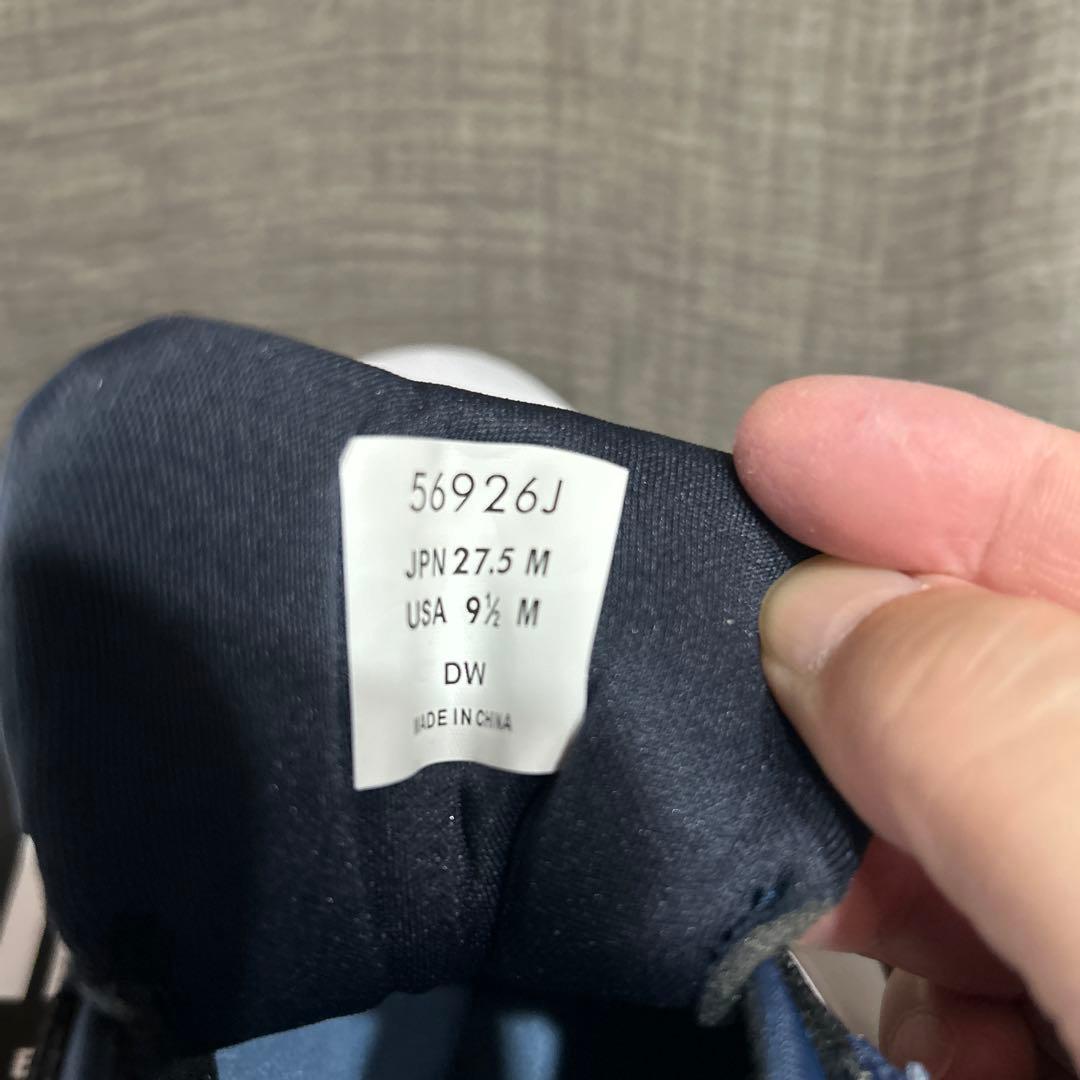 56926J
JPN 27.5 M
USA 9½ M
DW
MADE IN CHINA